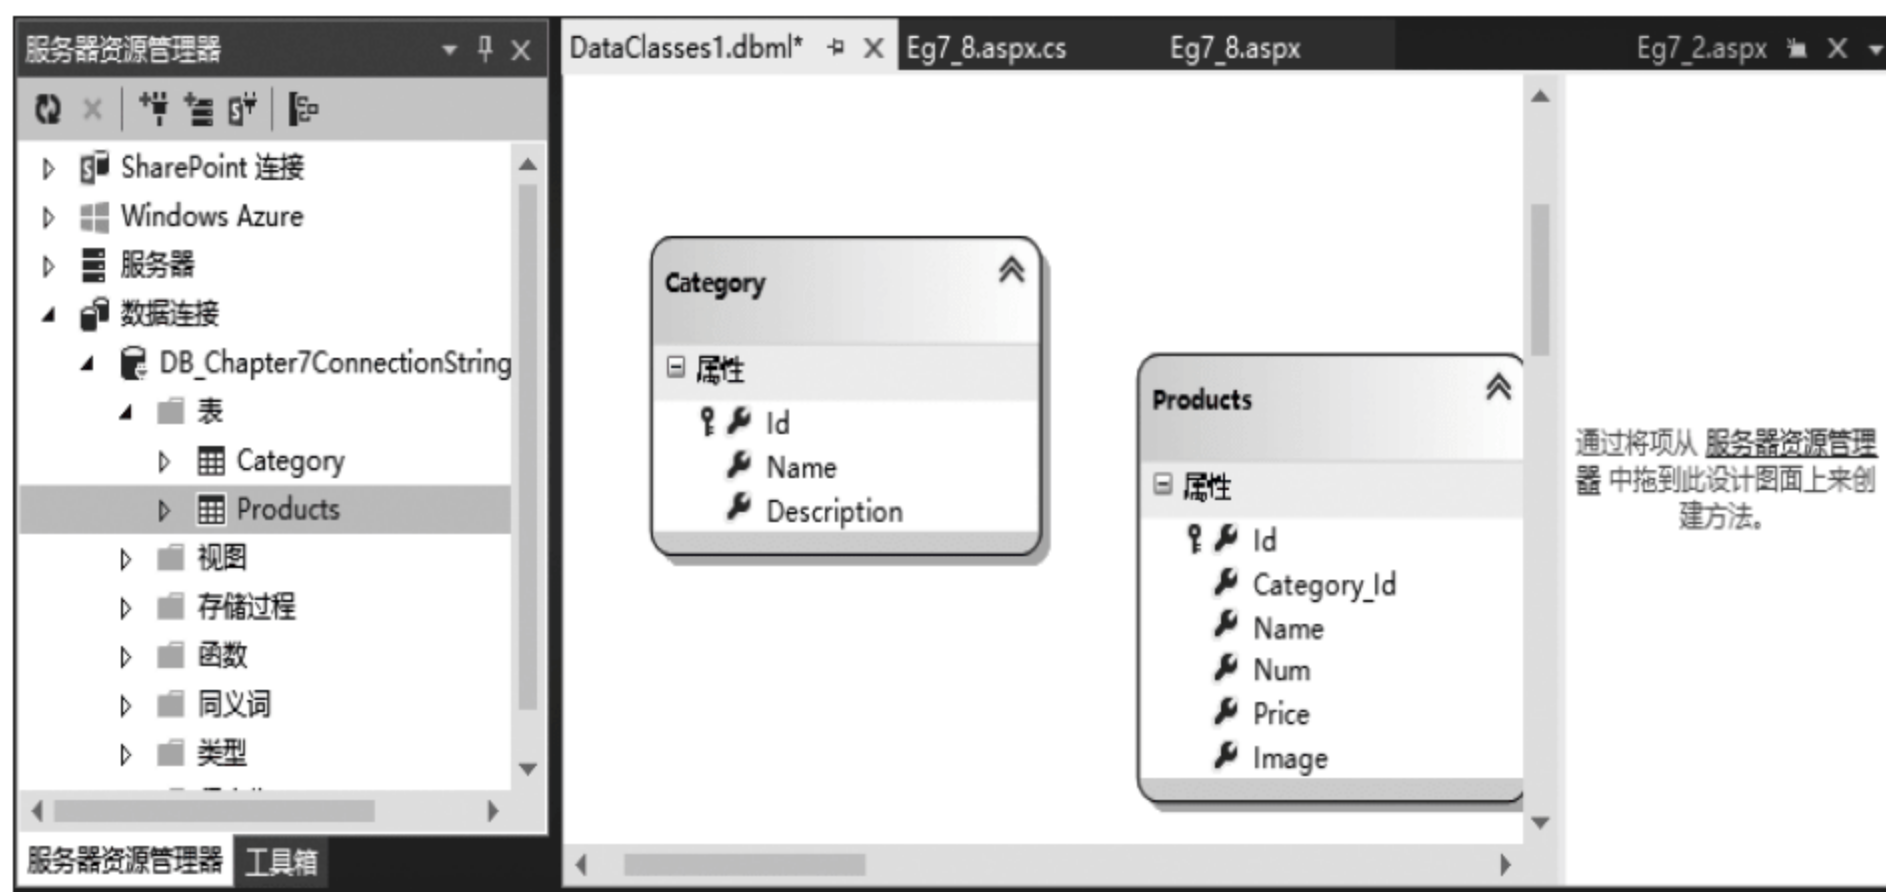 服务器资源管理器
SharePoint 连接
Windows Azure
服务器
数据连接
DB_Chapter7ConnectionString
表
Category
Products
视图
存储过程
函数
同义词
类型
服务器资源管理器
工具箱
DataClasses1.dbml*
Eg7_8.aspx.cs
Eg7_8.aspx
Eg7_2.aspx
Category
属性
Id
Name
Description
Products
属性
Id
Category_Id
Name
Num
Price
Image
通过将项从 服务器资源管理
器 中拖到此设计图面上来创
建方法。